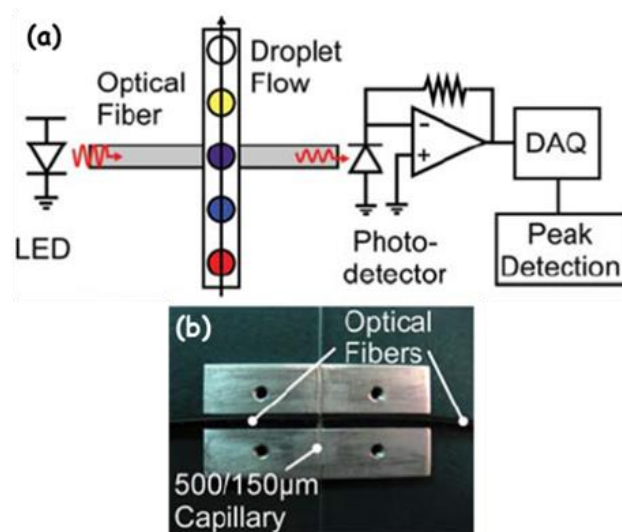 (a)
Optical
Fiber
Droplet
Flow
LED
-
+
Photo-
detector
DAQ
Peak
Detection
(b)
Optical
Fibers
500/150µm
Capillary